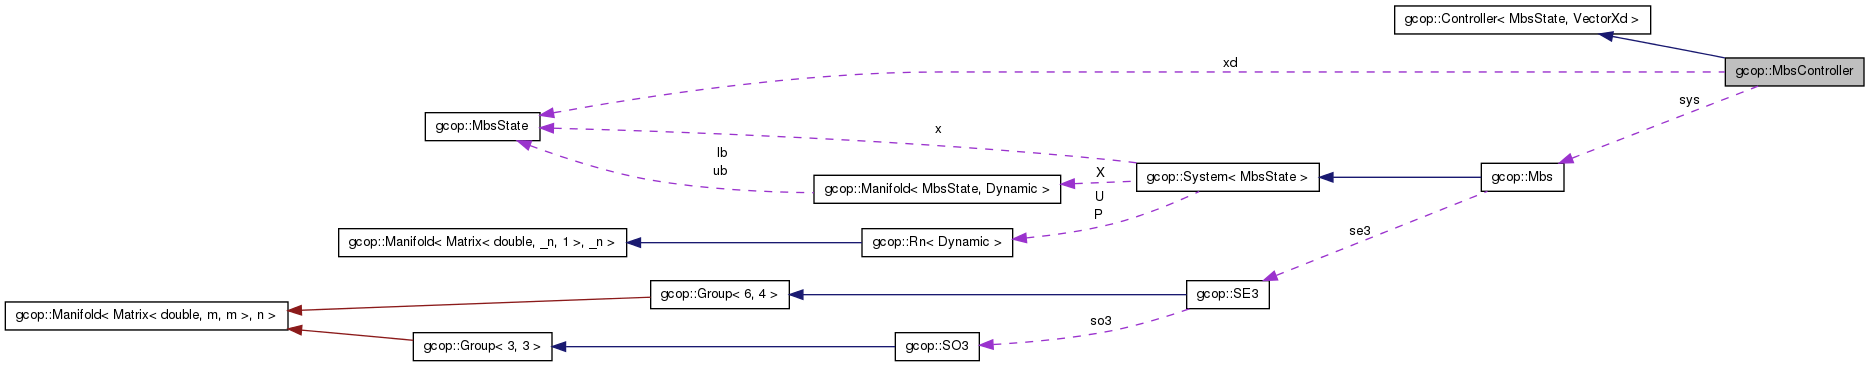 gcop::Controller< MbsState, VectorXd >
xd
gcop::MbsController
sys
gcop::MbsState
x
lb
ub
X
gcop::System< MbsState >
gcop::Mbs
gcop::Manifold< MbsState, Dynamic >
U
P
gcop::Manifold< Matrix< double, _n, 1 >, _n >
gcop::Rn< Dynamic >
se3
gcop::Group< 6, 4 >
gcop::SE3
gcop::Manifold< Matrix< double, m, m >, n >
so3
gcop::Group< 3, 3 >
gcop::SO3